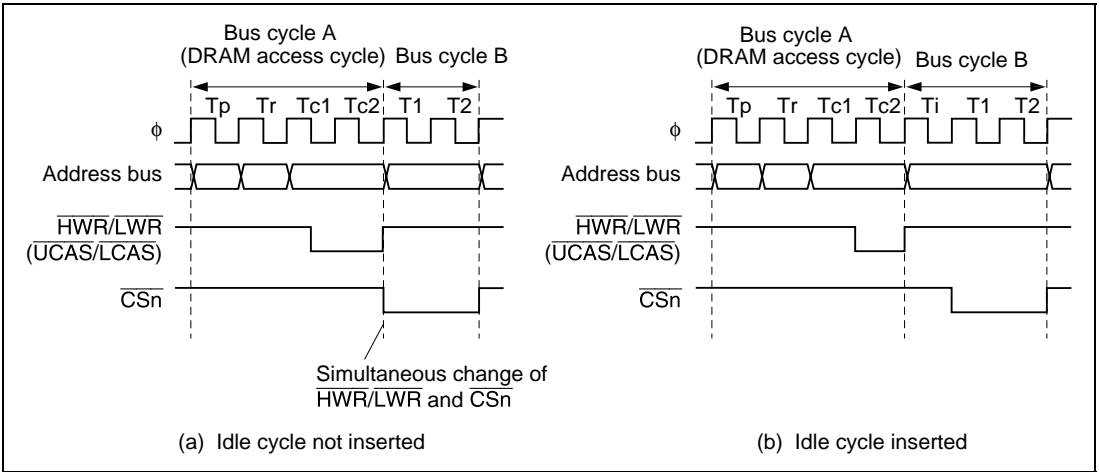 Bus cycle A
(DRAM access cycle) Bus cycle B
Tp Tr Tc1 Tc2 T1 T2
ϕ
Address bus
HWR/LWR
(UCAS/LCAS)
CSn
Simultaneous change of
HWR/LWR and CSn
(a) Idle cycle not inserted
Bus cycle A
(DRAM access cycle) Bus cycle B
Tp Tr Tc1 Tc2 Ti T1 T2
ϕ
Address bus
HWR/LWR
(UCAS/LCAS)
CSn
(b) Idle cycle inserted